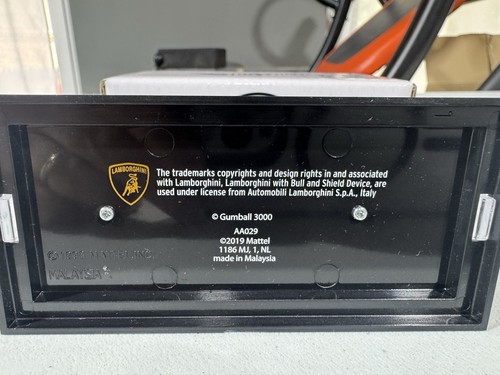 LAMBORGHINI
The trademarks copyrights and design rights in and associated
with Lamborghini, Lamborghini with Bull and Shield Device, are
used under license from Automobili Lamborghini S.p.A., Italy
© Gumball 3000
AA029
©2019 Mattel
1186 MJ, 1, NL
made in Malaysia
MALAYSIA